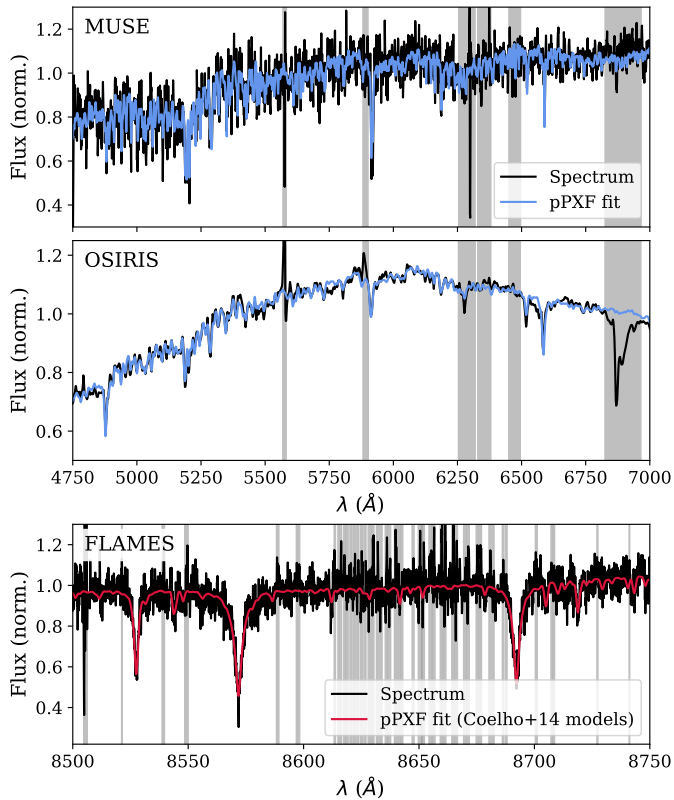 MUSE
Flux (norm.)
1.2
1.0
0.8
0.6
0.4
Spectrum
pPXF fit
OSIRIS
Flux (norm.)
1.2
1.0
0.8
0.6
4750 5000 5250 5500 5750 6000 6250 6500 6750 7000
λ (Å)
FLAMES
Flux (norm.)
1.2
1.0
0.8
0.6
0.4
Spectrum
pPXF fit (Coelho+14 models)
8500 8550 8600 8650 8700 8750
λ (Å)